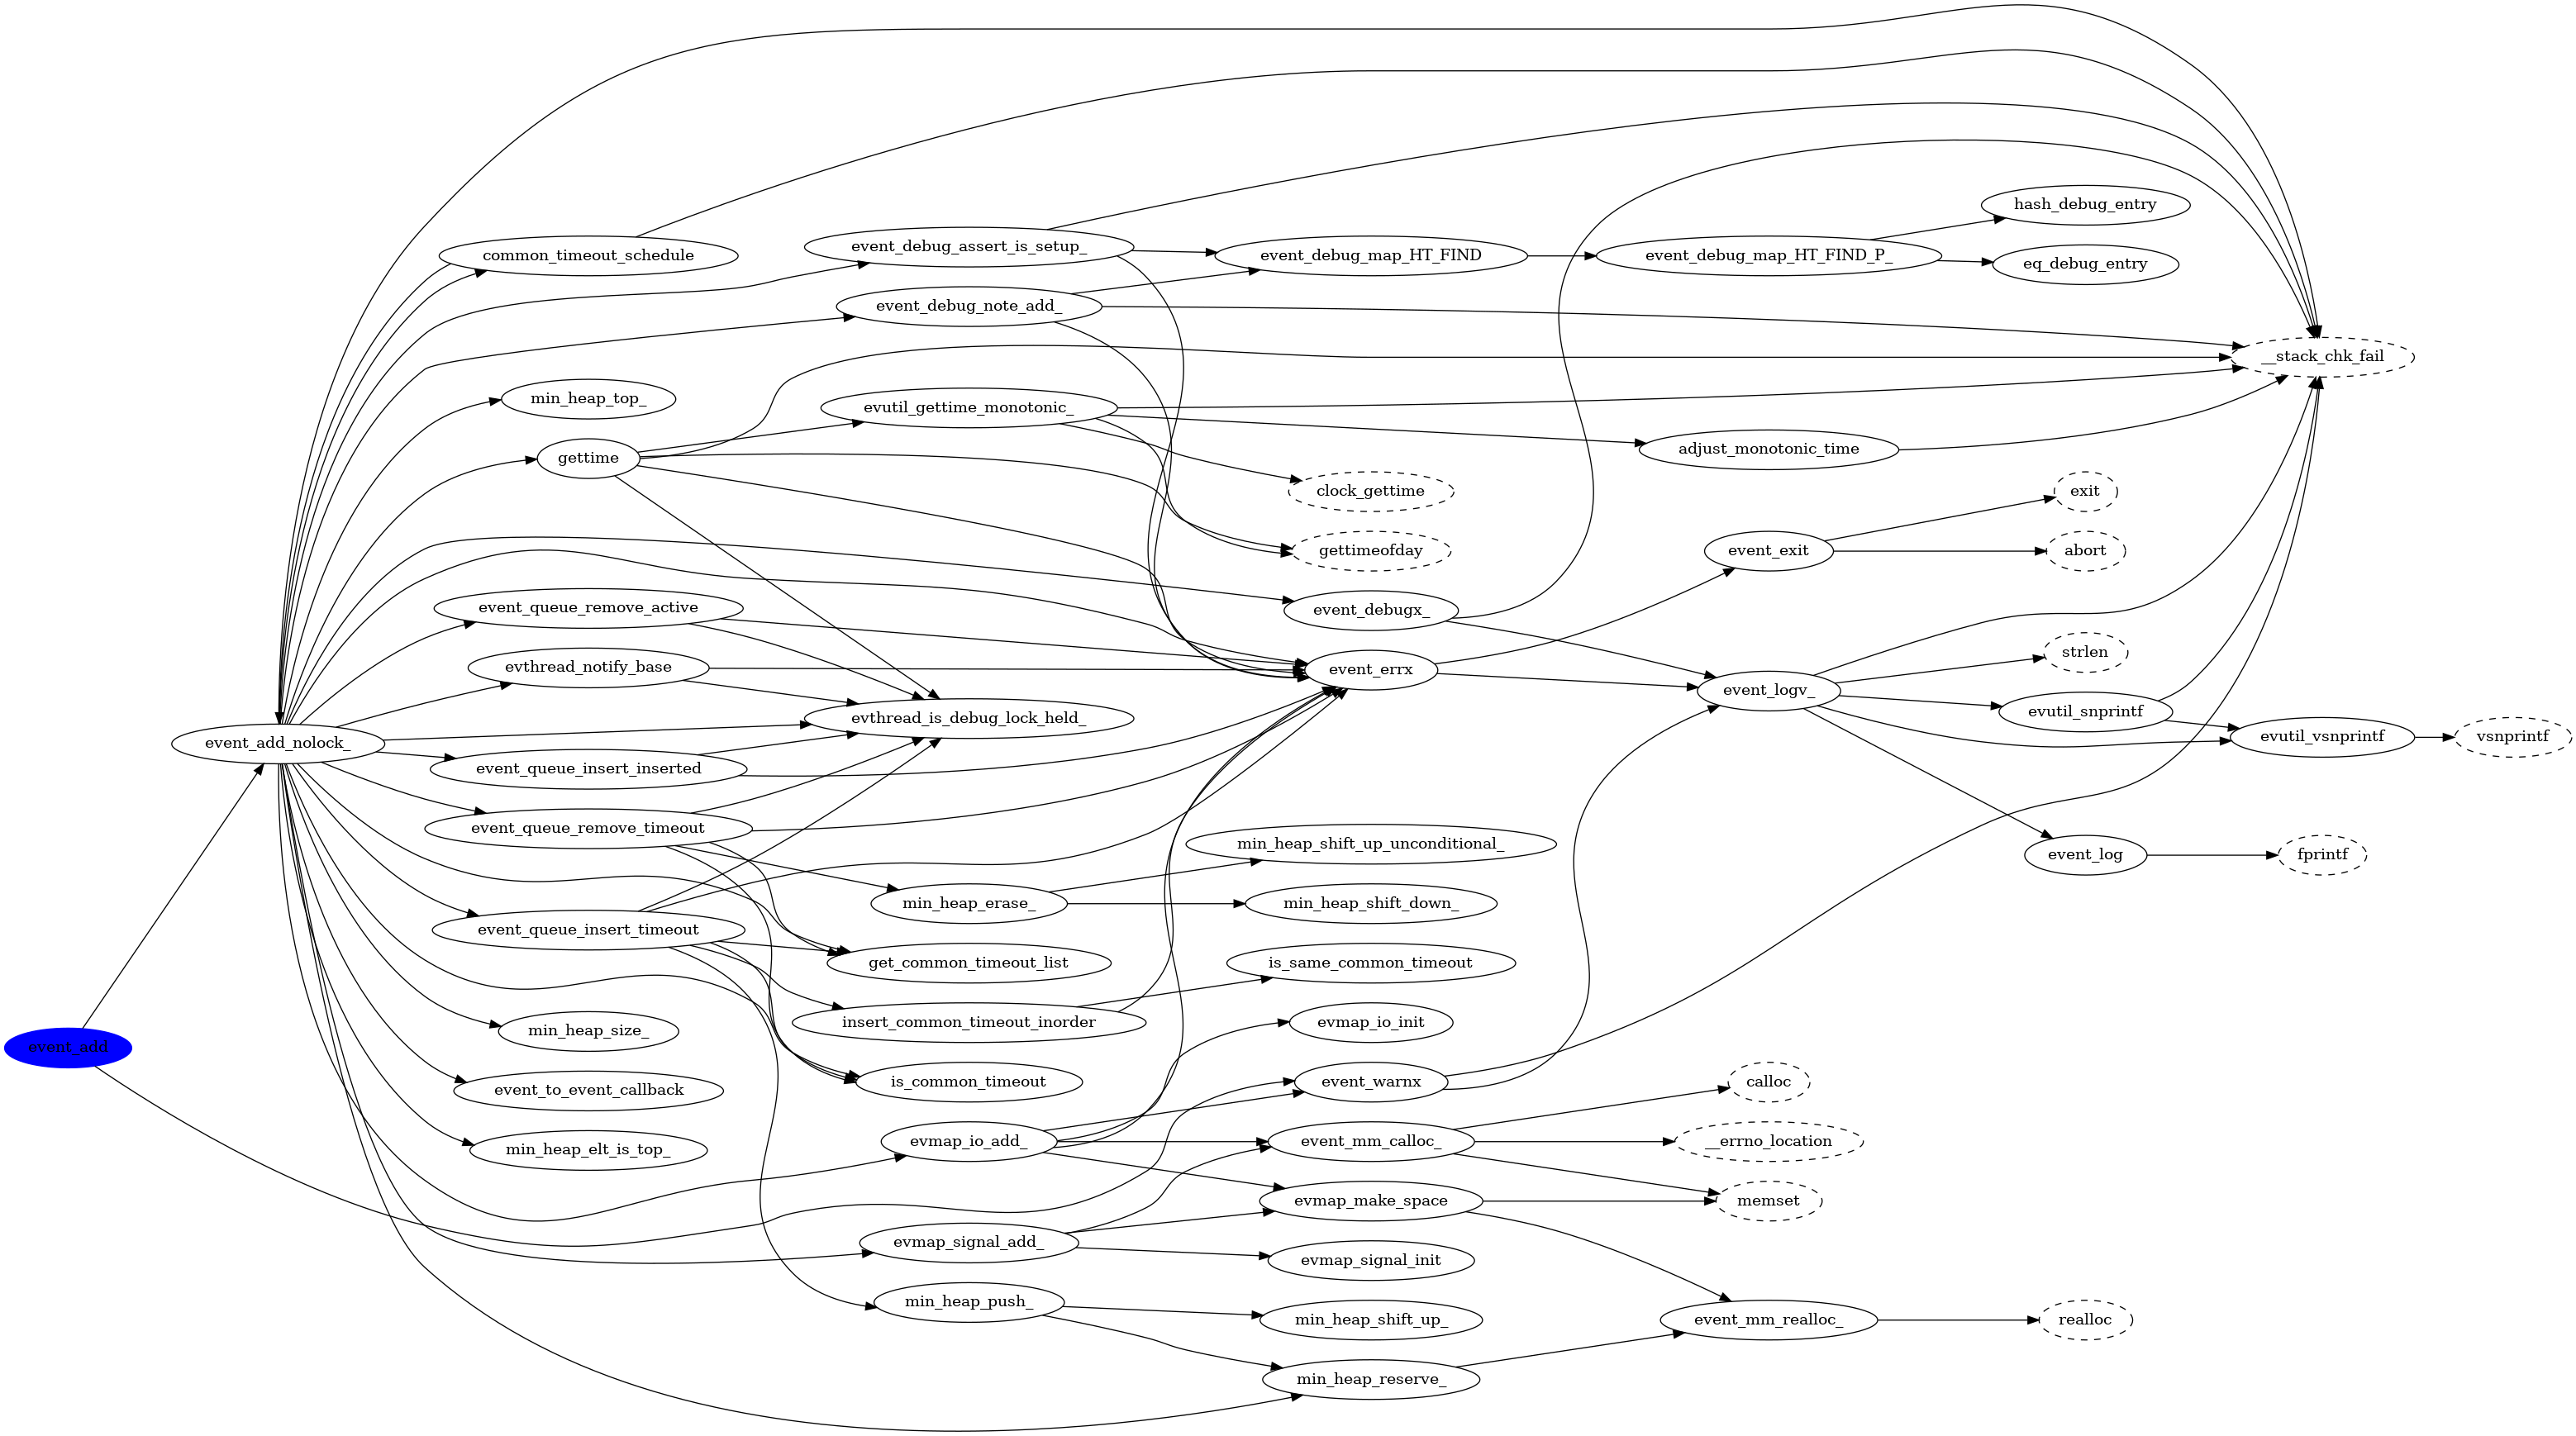 event_add
event_add_nolock_
common_timeout_schedule
min_heap_top_
gettime
event_queue_remove_active
evthread_notify_base
event_queue_insert_inserted
event_queue_remove_timeout
event_queue_insert_timeout
min_heap_size_
event_to_event_callback
min_heap_elt_is_top_
event_debug_assert_is_setup_
event_debug_note_add_
evutil_gettime_monotonic_
evthread_is_debug_lock_held_
min_heap_erase_
get_common_timeout_list
insert_common_timeout_inorder
is_common_timeout
evmap_io_add_
evmap_signal_add_
min_heap_push_
event_debug_map_HT_FIND
clock_gettime
gettimeofday
event_debugx_
event_errx
min_heap_shift_up_unconditional_
min_heap_shift_down_
is_same_common_timeout
evmap_io_init
event_warnx
event_mm_calloc_
evmap_make_space
evmap_signal_init
min_heap_shift_up_
min_heap_reserve_
event_debug_map_HT_FIND_P_
adjust_monotonic_time
event_exit
event_logv_
calloc
__errno_location
memset
event_mm_realloc_
hash_debug_entry
eq_debug_entry
exit
abort
strlen
evutil_snprintf
event_log
realloc
__stack_chk_fail
evutil_vsnprintf
fprintf
vsnprintf